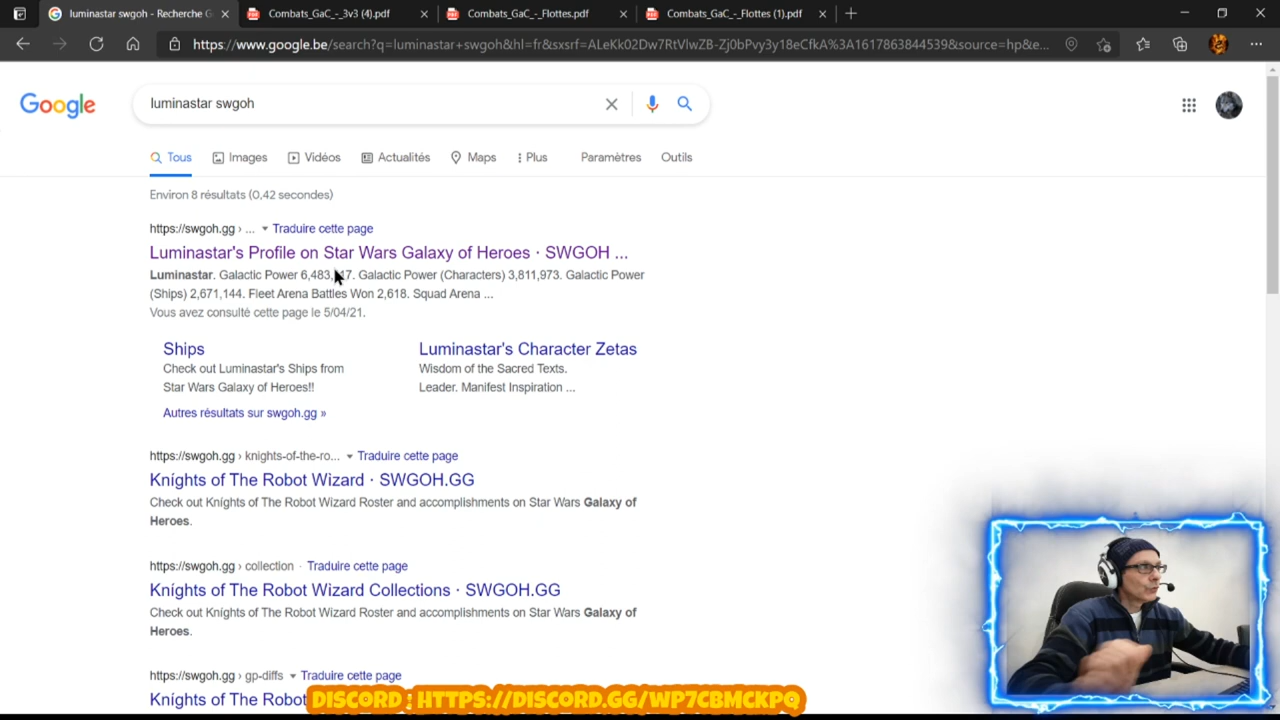 luminastar swgoh - Recherche G
Combats_GaC_-_3v3 (4).pdf
Combats_GaC_-_Flottes.pdf
Combats_GaC_-_Flottes (1).pdf
https://www.google.be/search?q=luminastar+swgoh&hl=fr&sxsrf=ALeKk02Dw7RtVlwZB-Zj0bPvy3y18eCfkA%3A1617863844539&source=hp&e...
Google
luminastar swgoh
Tous
Images
Vidéos
Actualités
Maps
Plus
Paramètres
Outils
Environ 8 résultats (0,42 secondes)
https://swgoh.gg › ... Traduire cette page
Luminastar's Profile on Star Wars Galaxy of Heroes · SWGOH ...
Luminastar. Galactic Power 6,483, 7. Galactic Power (Characters) 3,811,973. Galactic Power
(Ships) 2,671,144. Fleet Arena Battles Won 2,618. Squad Arena ...
Vous avez consulté cette page le 5/04/21.
Ships
Check out Luminastar's Ships from
Star Wars Galaxy of Heroes!!
Luminastar's Character Zetas
Wisdom of the Sacred Texts.
Leader. Manifest Inspiration ...
Autres résultats sur swgoh.gg »
https://swgoh.gg › knights-of-the-ro... Traduire cette page
Knights of The Robot Wizard · SWGOH.GG
Check out Knights of The Robot Wizard Roster and accomplishments on Star Wars Galaxy of
Heroes.
https://swgoh.gg › collection · Traduire cette page
Knights of The Robot Wizard Collections · SWGOH.GG
Check out Knights of The Robot Wizard Roster and accomplishments on Star Wars Galaxy of
Heroes.
https://swgoh.gg › gp-diffs Traduire cette page
Knights of The Robot
DISCORD : HTTPS://DISCORD.GG/WP7CBMCKPQ